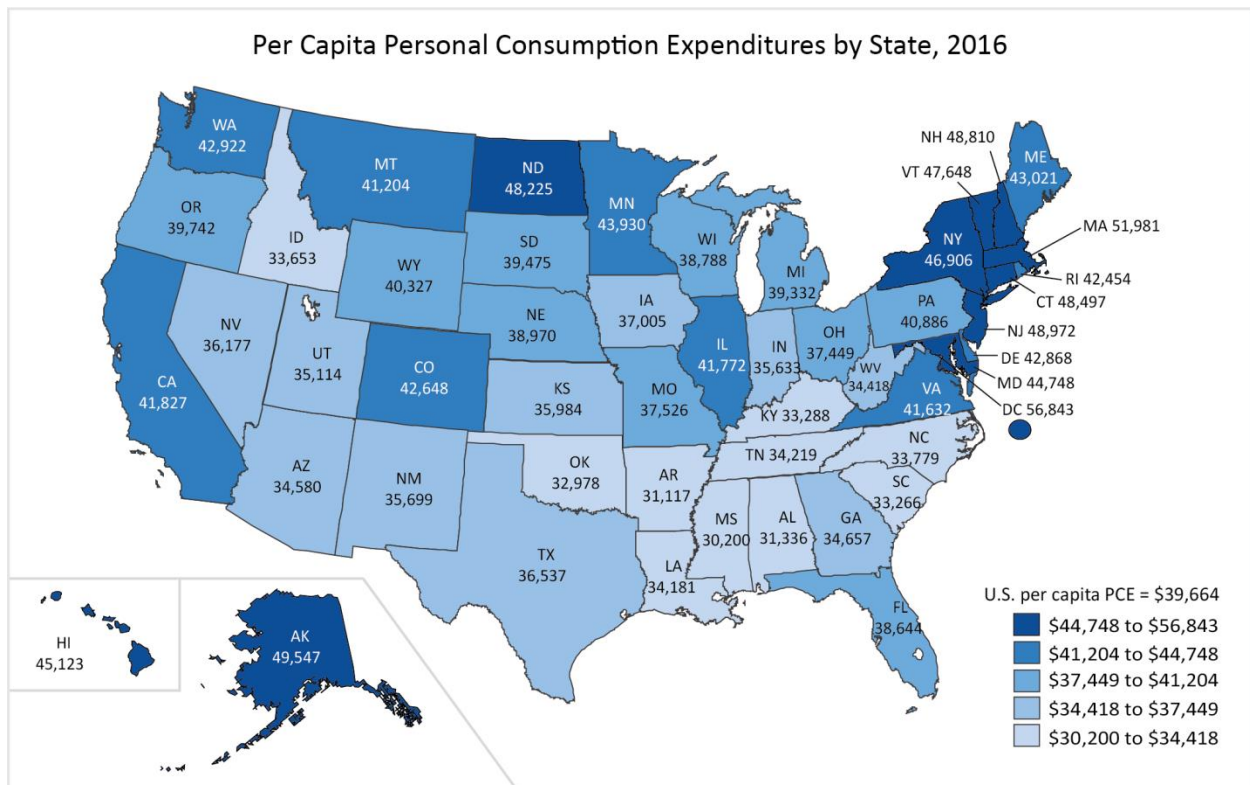 Per Capita Personal Consumption Expenditures by State, 2016
WA
42,922
MT
41,204
ND
48,225
MN
43,930
NH 48,810
VT 47,648
ME
43,021
OR
39,742
ID
33,653
WY
40,327
SD
39,475
WI
38,788
MI
39,332
NY
46,906
MA 51,981
RI 42,454
CT 48,497
NV
36,177
UT
35,114
CO
42,648
NE
38,970
IA
37,005
IL
41,772
IN
35,633
OH
37,449
PA
40,886
NJ 48,972
DE 42,868
MD 44,748
DC 56,843
CA
41,827
KS
35,984
MO
37,526
KY 33,288
WV
34,418
VA
41,632
AZ
34,580
NM
35,699
OK
32,978
AR
31,117
TN 34,219
NC
33,779
SC
33,266
TX
36,537
LA
34,181
MS
30,200
AL
31,336
GA
34,657
FL
38,644
HI
45,123
AK
49,547
U.S. per capita PCE = $39,664
$44,748 to $56,843
$41,204 to $44,748
$37,449 to $41,204
$34,418 to $37,449
$30,200 to $34,418